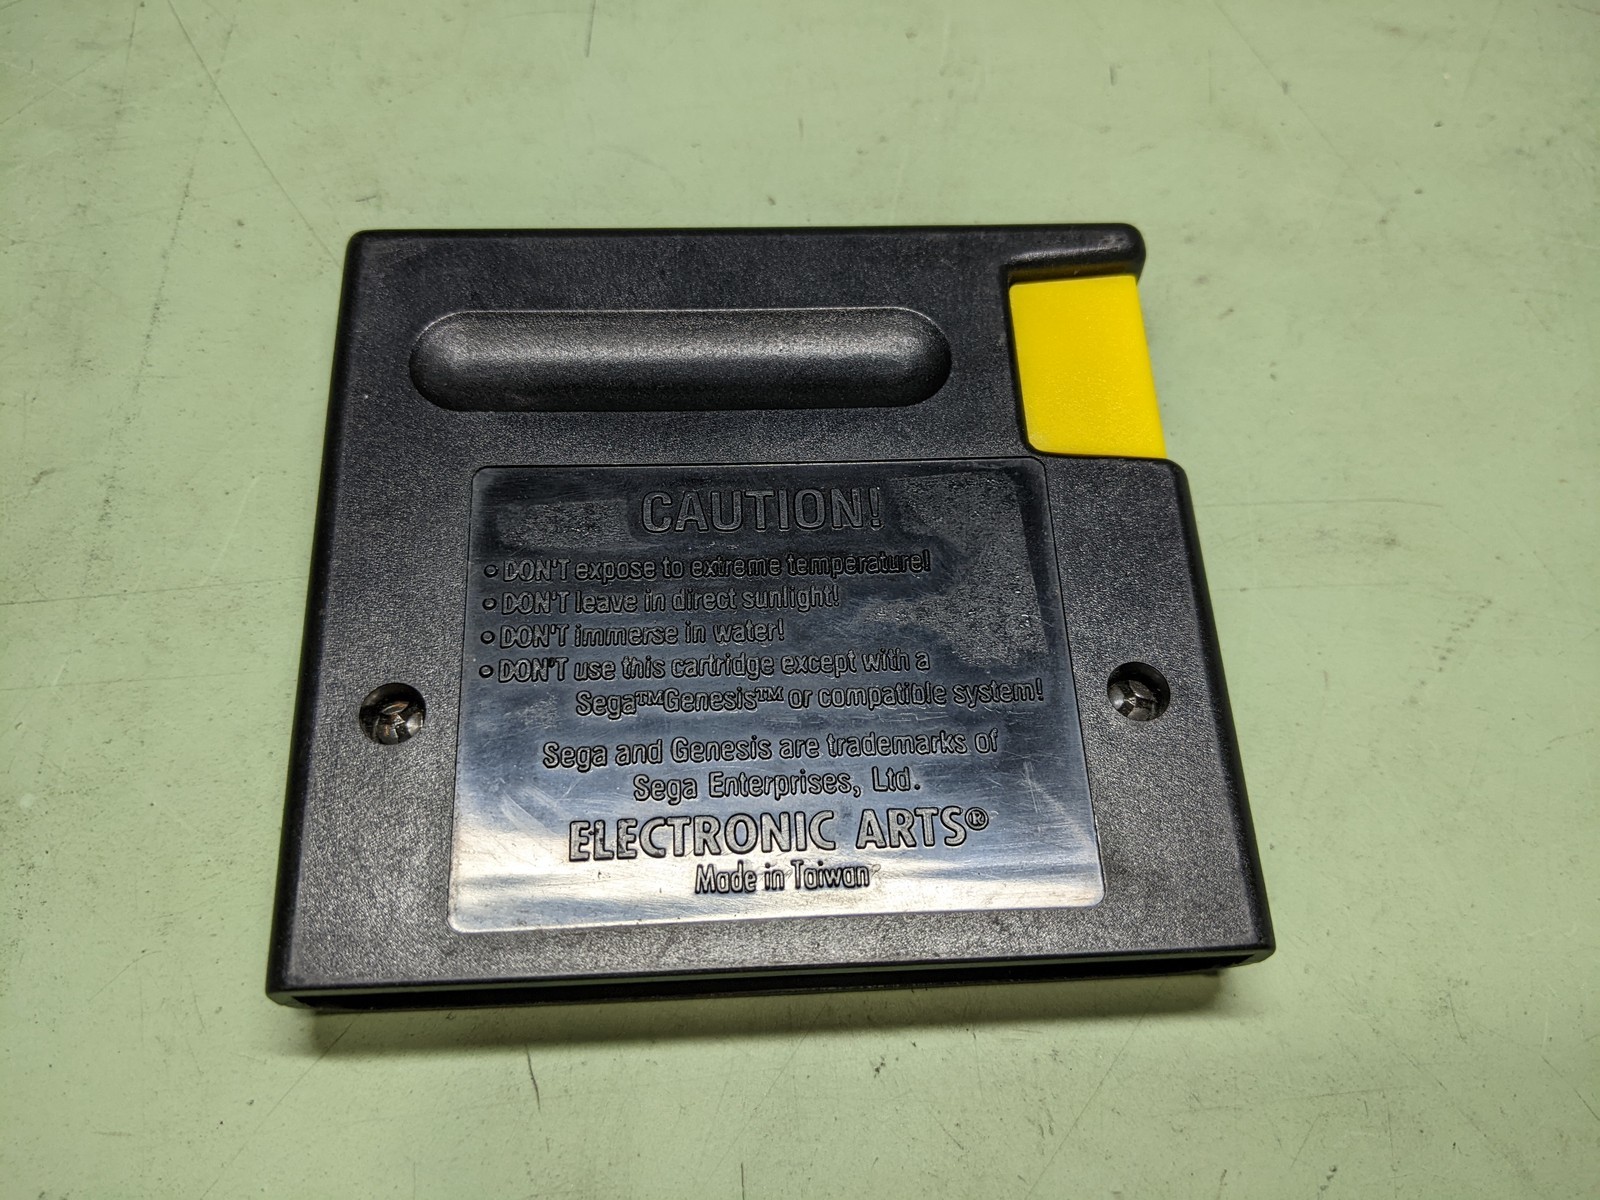 CAUTION!
• DON'T expose to extreme temperature!
• DON'T leave in direct sunlight!
• DON'T immerse in water!
• DON'T use this cartridge except with a
Sega™Genesis™ or compatible system!
Sega and Genesis are trademarks of
Sega Enterprises, Ltd.
ELECTRONIC ARTS®
Made in Taiwan